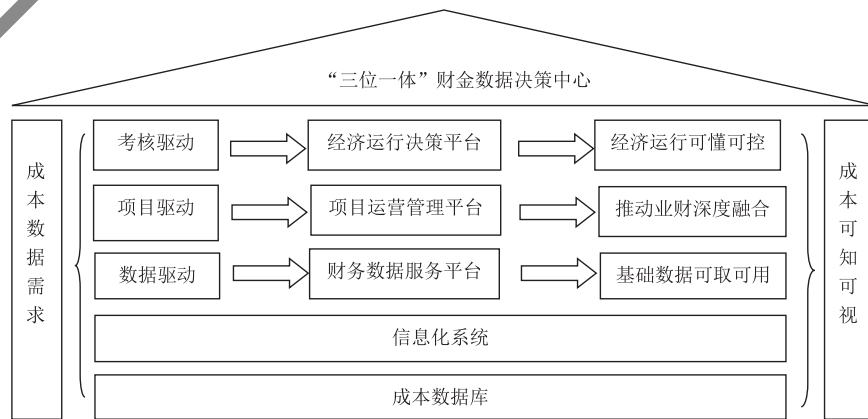 “三位一体”财金数据决策中心
成本数据需求
考核驱动
经济运行决策平台
经济运行可懂可控
项目驱动
项目运营管理平台
推动业财深度融合
数据驱动
财务数据服务平台
基础数据可取可用
信息化系统
成本数据库
成本可知可视